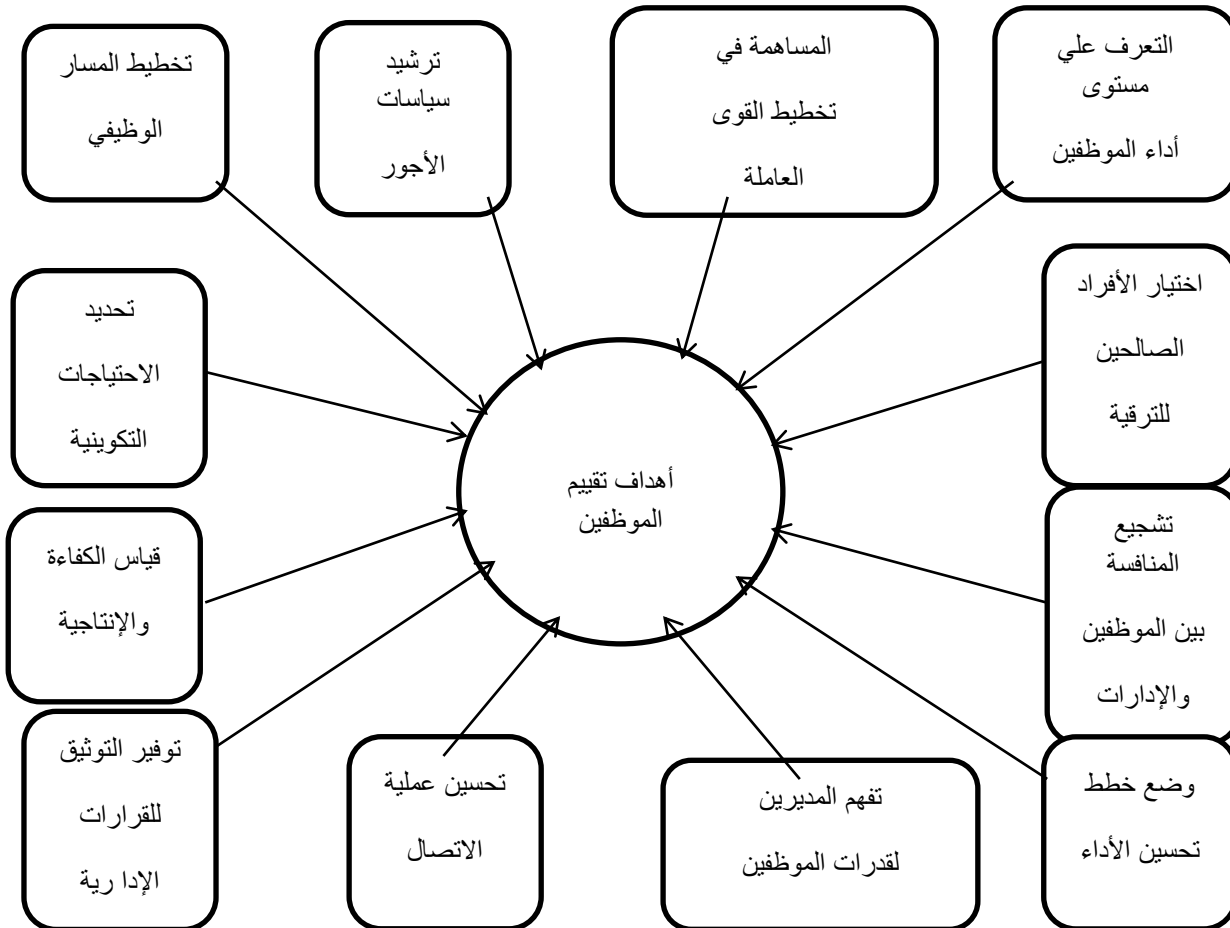 التعرف علي
مستوى
أداء الموظفين
المساهمة في
تخطيط القوى
العاملة
ترشيد
سياسات
الأجور
تخطيط المسار
الوظيفي
اختيار الأفراد
الصالحين
للترقية
تحديد
الاحتياجات
التكوينية
أهداف تقييم
الموظفين
تشجيع
المنافسة
بين الموظفين
والإدارات
قياس الكفاءة
والإنتاجية
وضع خطط
تحسين الأداء
تفهم المديرين
لقدرات الموظفين
تحسين عملية
الاتصال
توفير التوثيق
للقرارات
الإدا رية